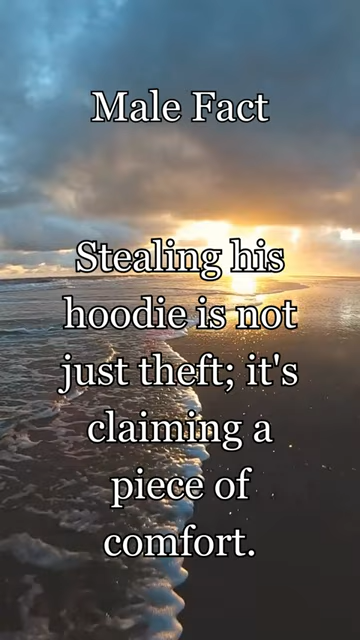 Male Fact
Stealing his
hoodie is not
just theft; it's
claiming a
piece of
comfort.